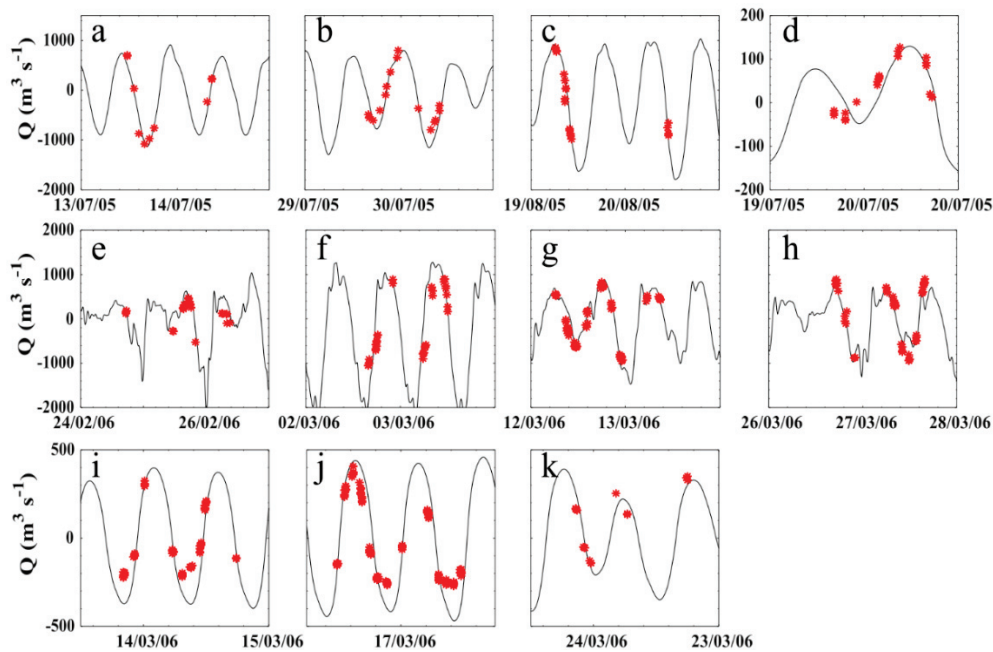 a b c d
Q (m³ s⁻¹)
1000 0 -1000 -2000
200 100 0 -100 -200
13/07/05 14/07/05 29/07/05 30/07/05 19/08/05 20/08/05 19/07/05 20/07/05 20/07/05
e f g h
Q (m³ s⁻¹)
2000 1000 0 -1000 -2000
24/02/06 26/02/06 02/03/06 03/03/06 12/03/06 13/03/06 26/03/06 27/03/06 28/03/06
i j k
Q (m³ s⁻¹)
500 0 -500
14/03/06 15/03/06 17/03/06 24/03/06 23/03/06